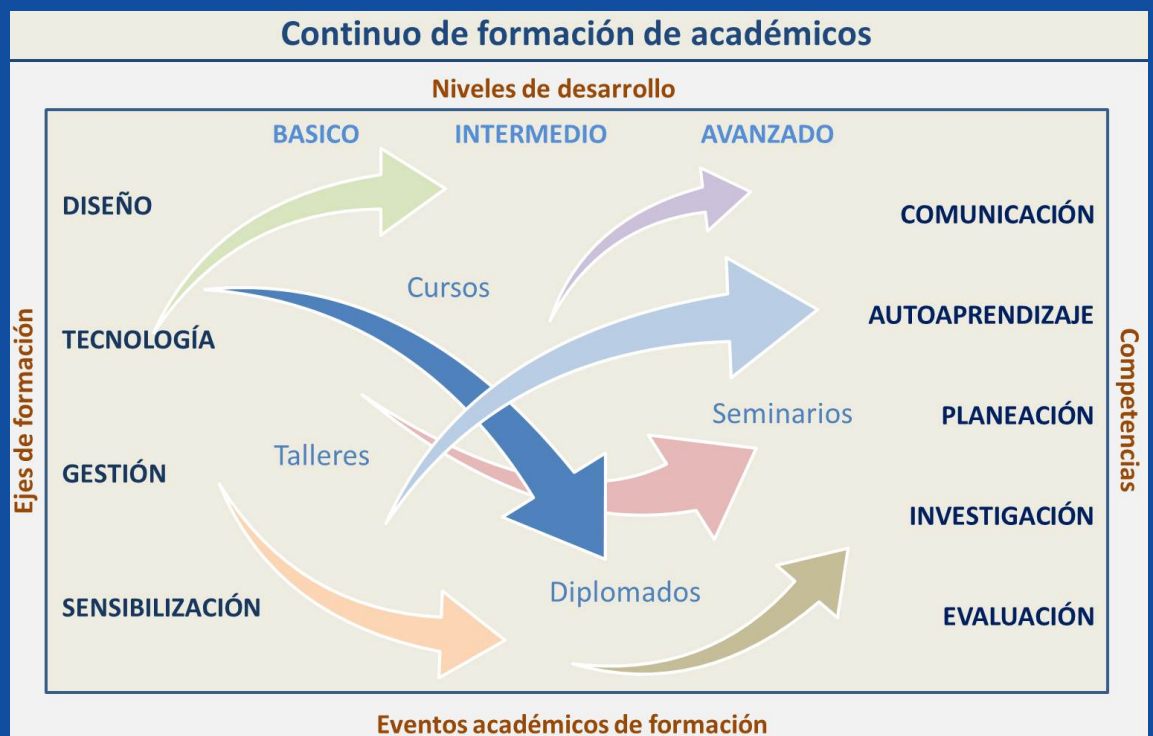 Continuo de formación de académicos
Niveles de desarrollo
BASICO INTERMEDIO AVANZADO
DISEÑO
COMUNICACIÓN
Cursos
AUTOAPRENDIZAJE
TECNOLOGÍA
Ejes de formación
Competencias
Seminarios
PLANEACIÓN
Talleres
GESTIÓN
INVESTIGACIÓN
Diplomados
SENSIBILIZACIÓN
EVALUACIÓN
Eventos académicos de formación